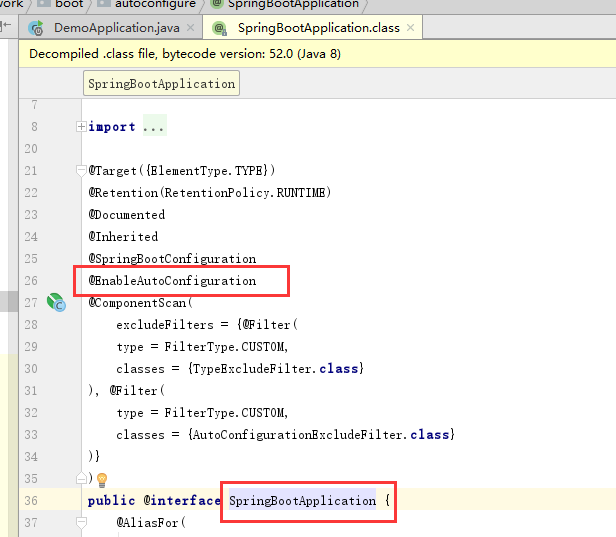 work boot autoconfigure SpringBootApplication
DemoApplication.java SpringBootApplication.class
Decompiled .class file, bytecode version: 52.0 (Java 8)
SpringBootApplication
7
8 import ...
20
21 @Target({ElementType.TYPE})
22 @Retention(RetentionPolicy.RUNTIME)
23 @Documented
24 @Inherited
25 @SpringBootConfiguration
26 @EnableAutoConfiguration
27 @ComponentScan(
28 excludeFilters = {@Filter(
29 type = FilterType.CUSTOM,
30 classes = {TypeExcludeFilter.class}
31 ), @Filter(
32 type = FilterType.CUSTOM,
33 classes = {AutoConfigurationExcludeFilter.class}
34 )}
35 )
36 public @interface SpringBootApplication {
37 @AliasFor(